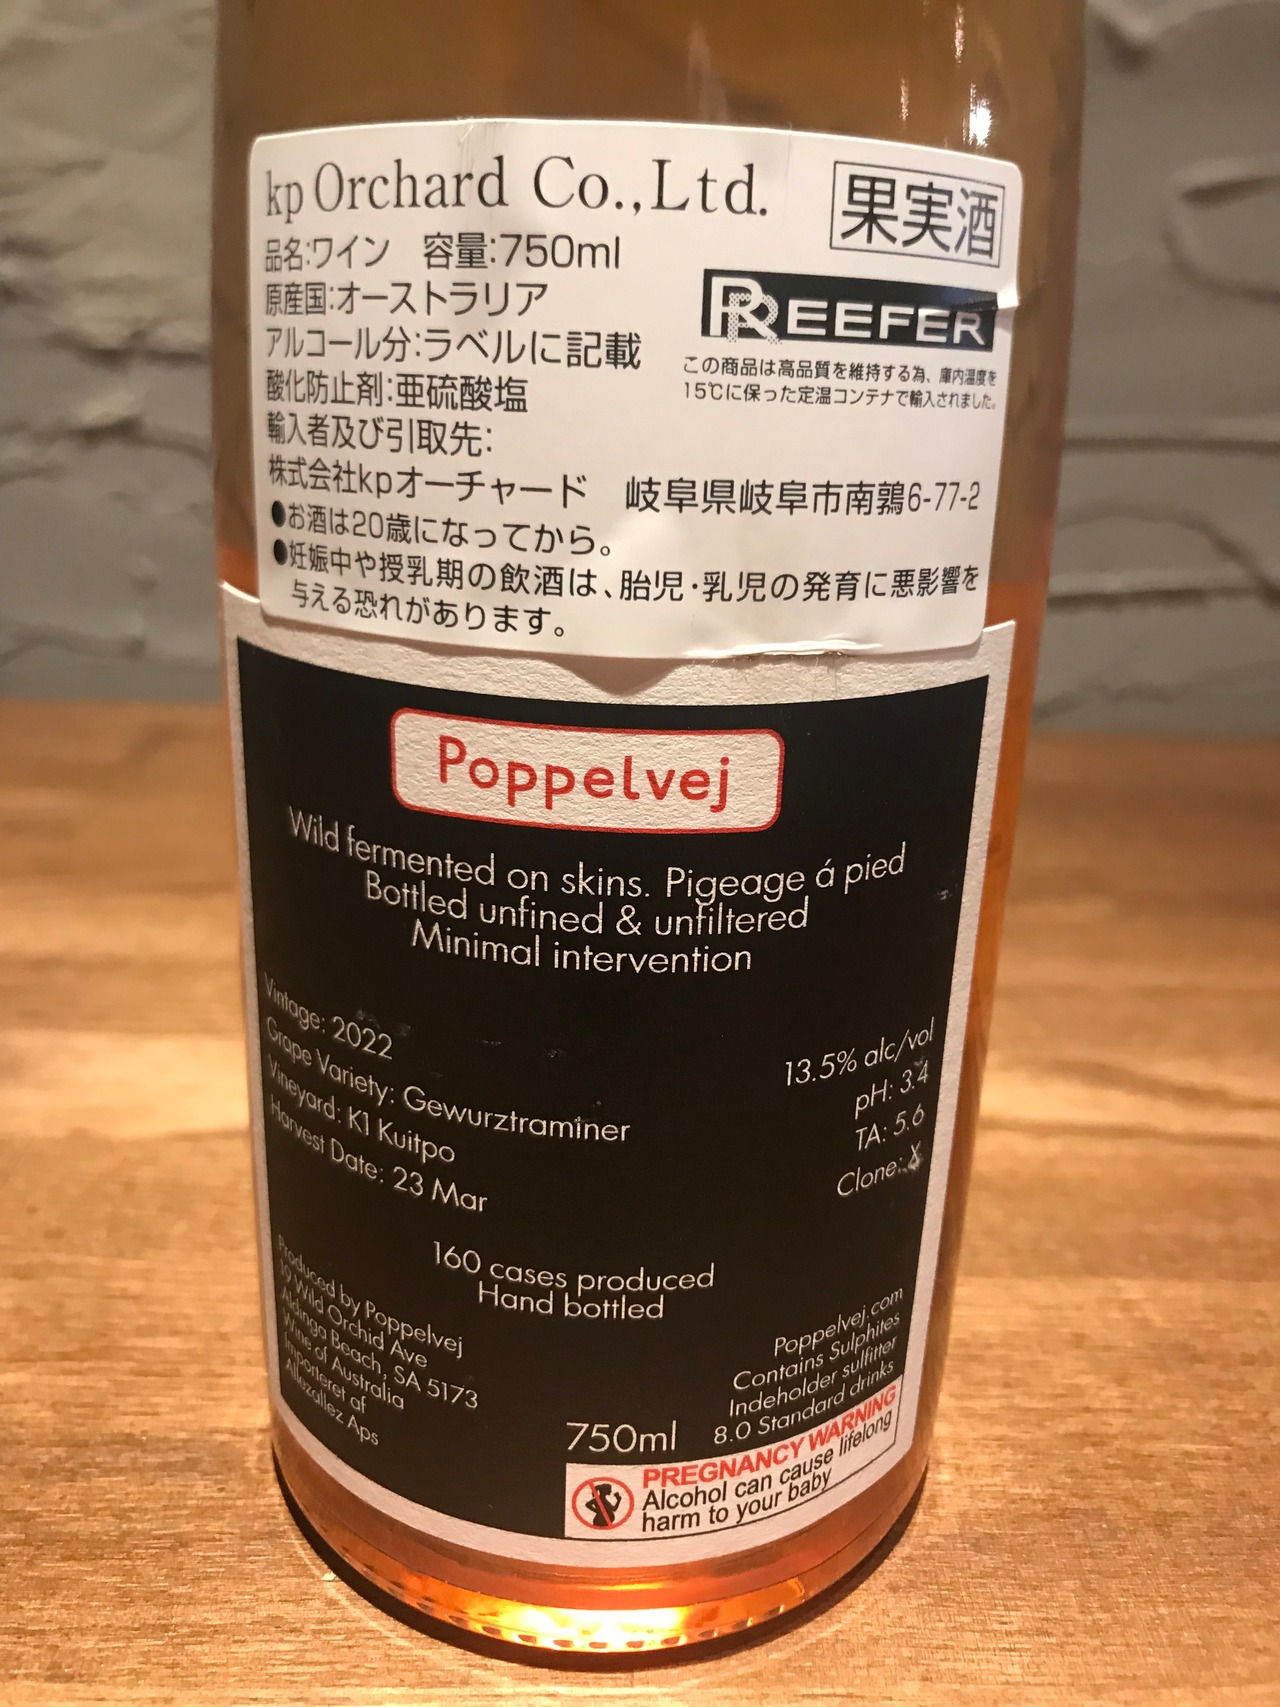 kp Orchard Co.,Ltd.
果実酒
品名:ワイン 容量:750ml
原産国:オーストラリア
アルコール分:ラベルに記載
酸化防止剤:亜硫酸塩
輸入者及び引取先:
株式会社kpオーチャード 岐阜県岐阜市南鶉6-77-2
REEFER
この商品は高品質を維持する為、庫内温度を
15℃に保った定温コンテナで輸入されました。
●お酒は20歳になってから。
●妊娠中や授乳期の飲酒は、胎児・乳児の発育に悪影響を
与える恐れがあります。
Poppelvej
Wild fermented on skins. Pigeage á pied
Bottled unfined & unfiltered
Minimal intervention
Vintage: 2022
Grape Variety: Gewurztraminer
Vineyard: K1 Kuitpo
Harvest Date: 23 Mar
13.5% alc/vol
pH: 3.4
TA: 5.6
Clone: X
160 cases produced
Hand bottled
Produced by Poppelvej
19 Wild Orchid Ave
Aldinga Beach, SA 5173
Wine of Australia
Importeret af
Allezallez Aps
Poppelvej.com
Contains Sulphites
Indeholder sulfitter
8.0 Standard drinks
750ml
PREGNANCY WARNING
Alcohol can cause lifelong
harm to your baby